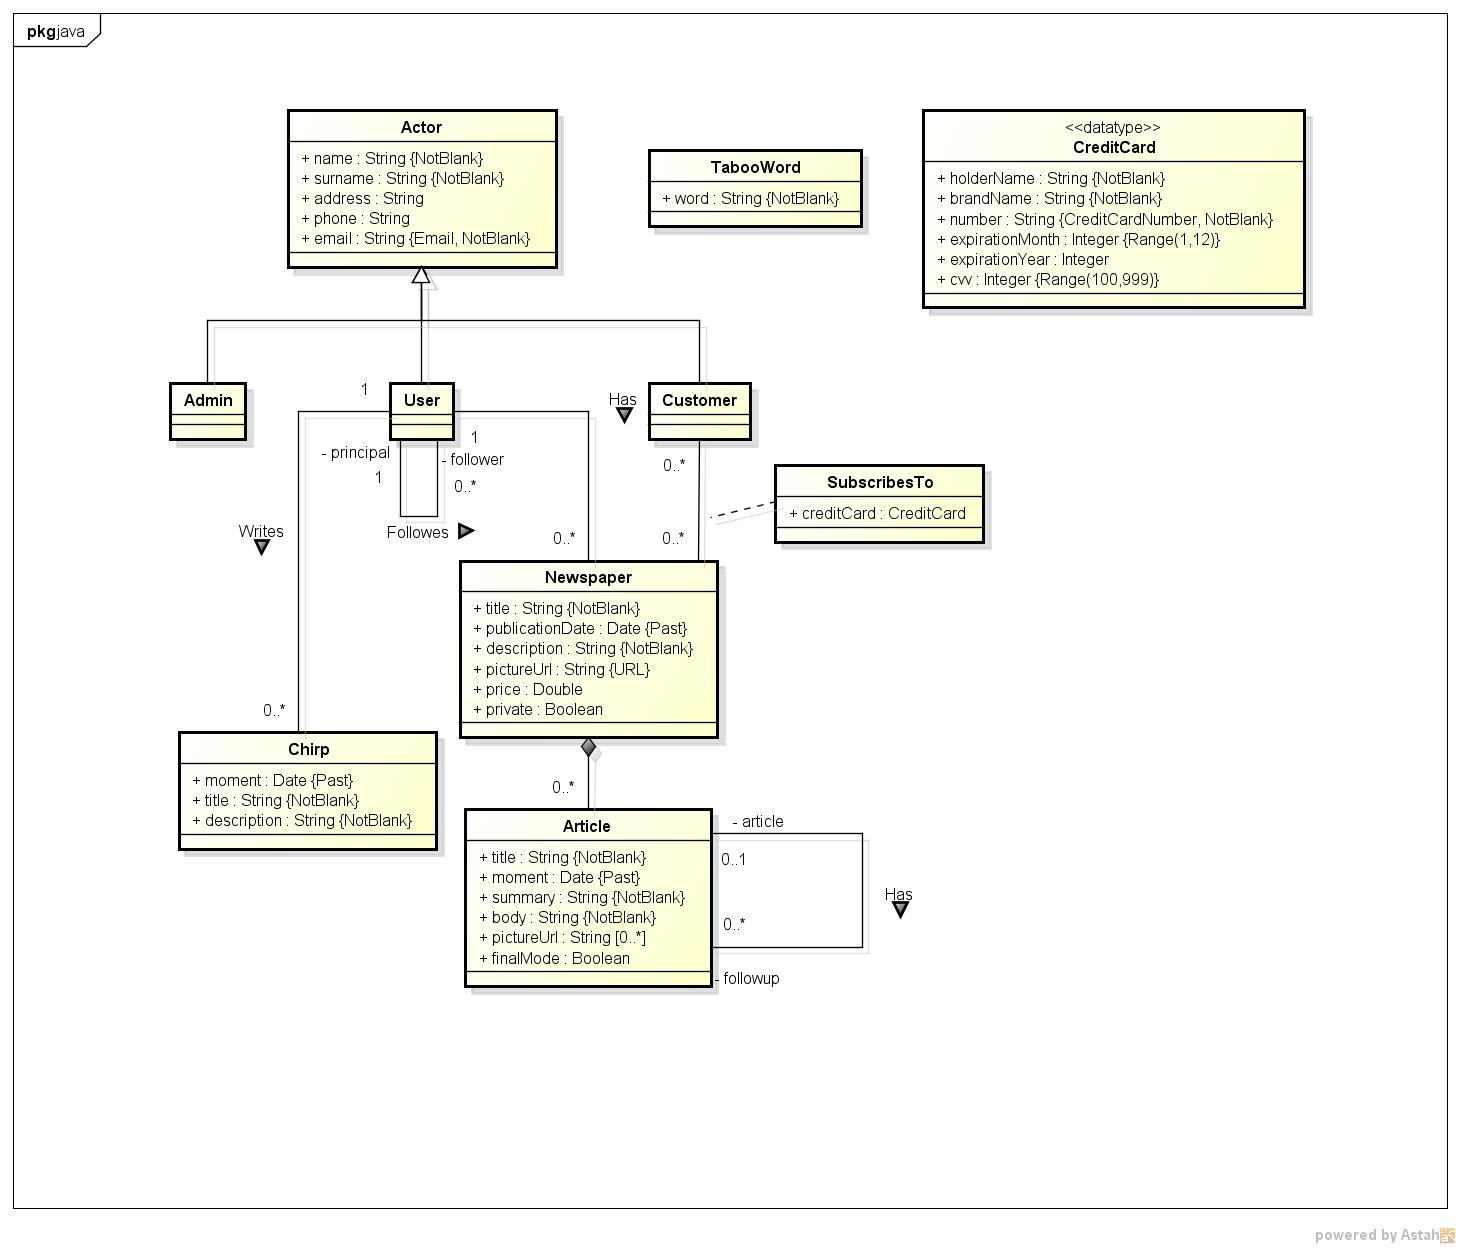 pkg java
Actor
+ name : String {NotBlank}
+ surname : String {NotBlank}
+ address : String
+ phone : String
+ email : String {Email, NotBlank}
TabooWord
+ word : String {NotBlank}
<<datatype>>
CreditCard
+ holderName : String {NotBlank}
+ brandName : String {NotBlank}
+ number : String {CreditCardNumber, NotBlank}
+ expirationMonth : Integer {Range(1,12)}
+ expirationYear : Integer
+ cvv : Integer {Range(100,999)}
Admin
1
User
Has
Customer
- principal
1
1
- follower
0..*
Followes
0..*
0..*
0..*
SubscribesTo
+ creditCard : CreditCard
Writes
0..*
Newspaper
+ title : String {NotBlank}
+ publicationDate : Date {Past}
+ description : String {NotBlank}
+ pictureUrl : String {URL}
+ price : Double
+ private : Boolean
Chirp
+ moment : Date {Past}
+ title : String {NotBlank}
+ description : String {NotBlank}
0..*
Article
+ title : String {NotBlank}
+ moment : Date {Past}
+ summary : String {NotBlank}
+ body : String {NotBlank}
+ pictureUrl : String [0..*]
+ finalMode : Boolean
- article
0..1
Has
0..*
- followup
powered by Astah